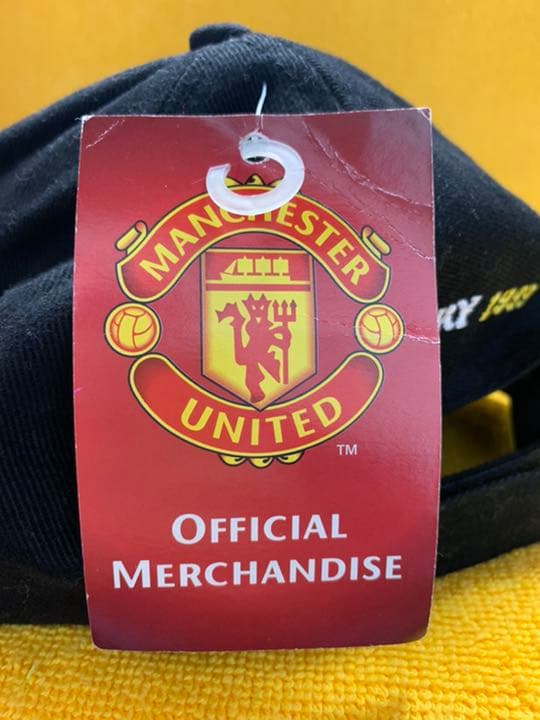 MANCHESTER
UNITED
TM
OFFICIAL
MERCHANDISE